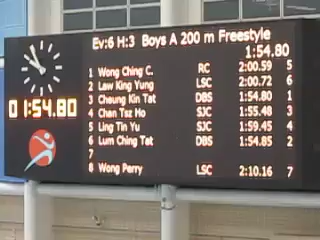 Ev:6 H:3 Boys A 200 m Freestyle
1:54.80
01:54.80
1 Wong Ching C. RC 2:00.59 5
2 Law King Yung LSC 2:00.72 6
3 Cheung Kin Tat DBS 1:54.80 1
4 Chan Tsz Ho SJC 1:55.48 3
5 Ling Tin Yu SJC 1:59.45 4
6 Lum Ching Tat DBS 1:54.85 2
7
8 Wong Perry LSC 2:10.16 7